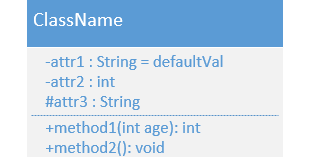 ClassName
-attr1 : String = defaultVal
-attr2 : int
#attr3 : String
+method1(int age): int
+method2(): void